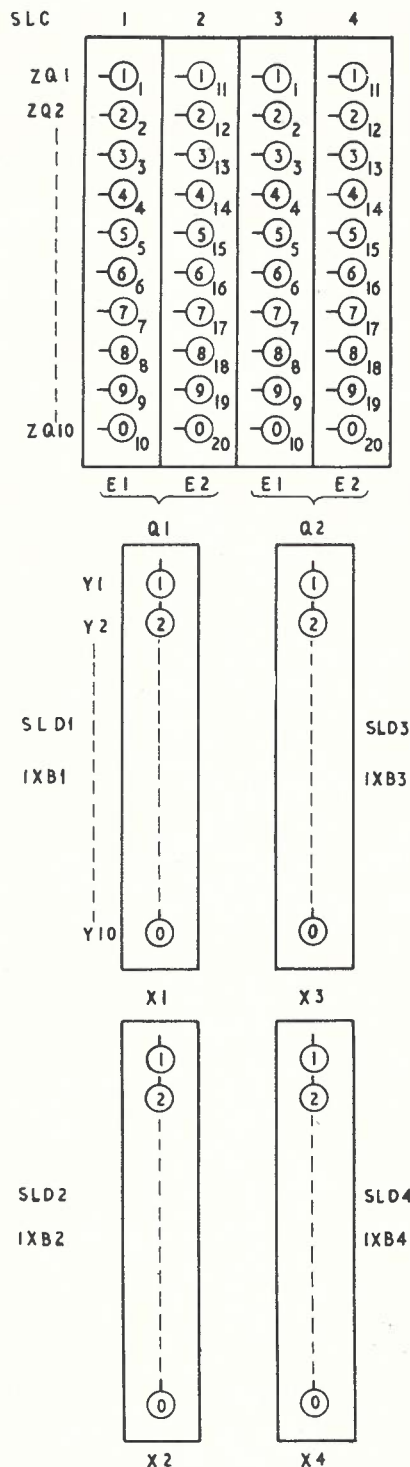 SLC 1 2 3 4
ZQ1 1 1 1 11 1 1 1 11
ZQ2 2 2 2 12 2 2 2 12
3 3 3 13 3 3 3 13
4 4 4 14 4 4 4 14
5 5 5 15 5 5 5 15
6 6 6 16 6 6 6 16
7 7 7 17 7 7 7 17
8 8 8 18 8 8 8 18
9 9 9 19 9 9 9 19
ZQ10 0 10 0 20 0 10 0 20
E1 E2 E1 E2
Q1 Q2
Y1 1 1
Y2 2 2
SLD1 SLD3
IXB1 IXB3
Y10 0 0
X1 X3
1 1
2 2
SLD2 SLD4
IXB2 IXB4
0 0
X2 X4